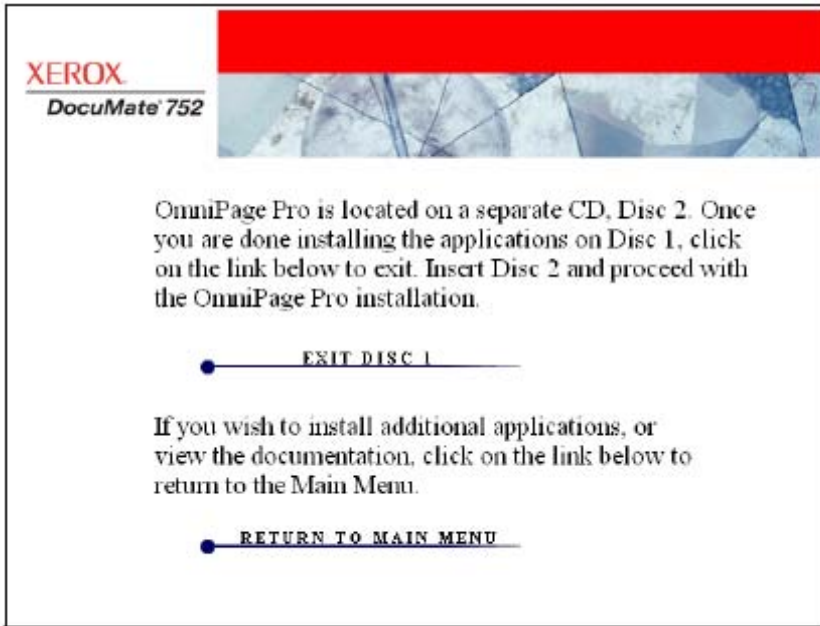 XEROX
DocuMate® 752
OmniPage Pro is located on a separate CD, Disc 2. Once
you are done installing the applications on Disc 1, click
on the link below to exit. Insert Disc 2 and proceed with
the OmniPage Pro installation.
EXIT DISC 1
If you wish to install additional applications, or
view the documentation, click on the link below to
return to the Main Menu.
RETURN TO MAIN MENU